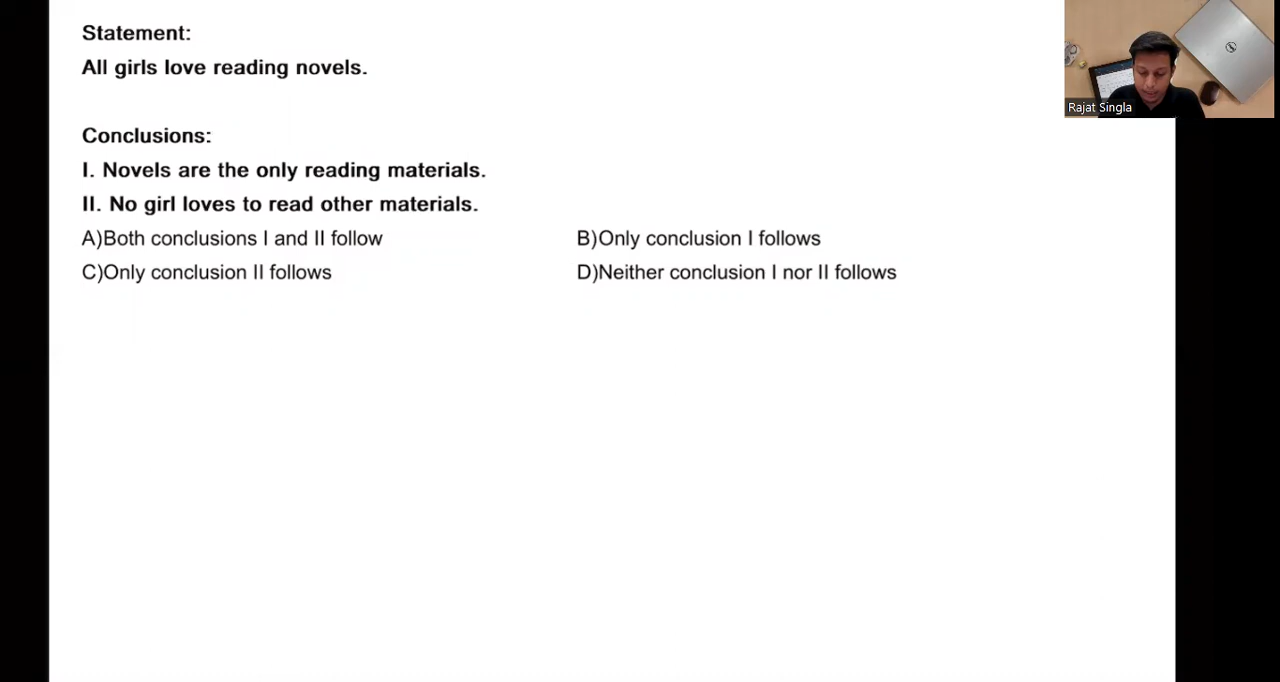 Statement:
All girls love reading novels.
Conclusions:
I. Novels are the only reading materials.
II. No girl loves to read other materials.
A)Both conclusions I and II follow
B)Only conclusion I follows
C)Only conclusion II follows
D)Neither conclusion I nor II follows
Rajat Singla